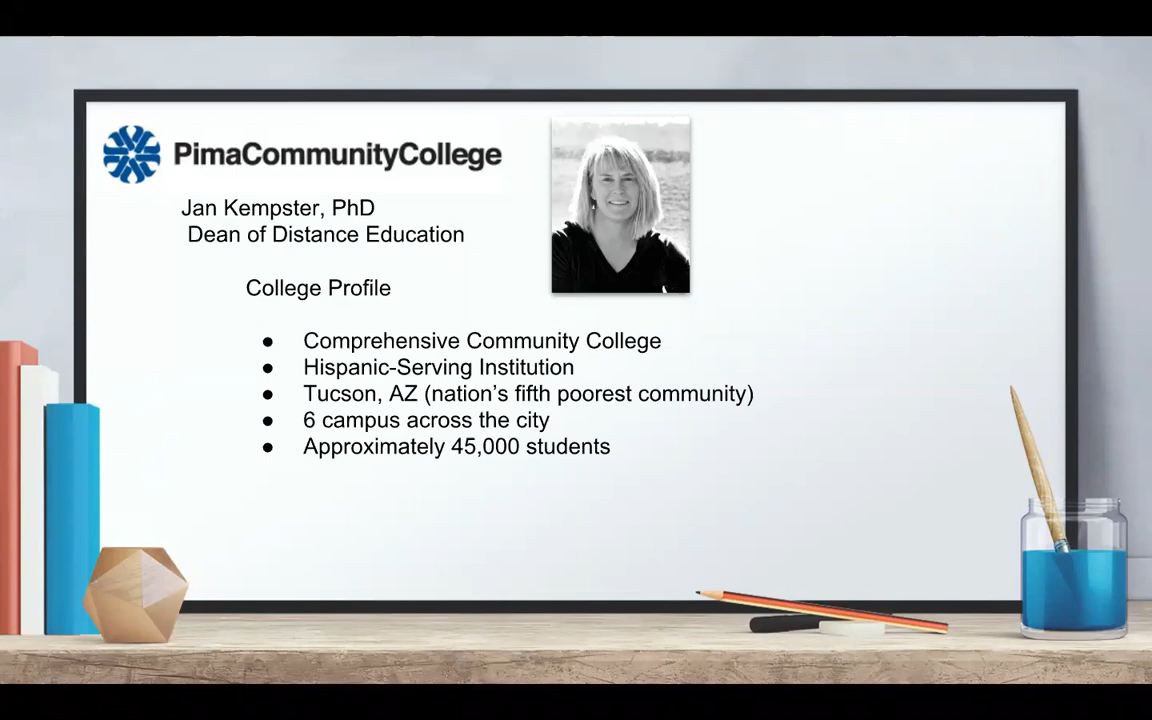 PimaCommunityCollege
Jan Kempster, PhD
Dean of Distance Education
College Profile
● Comprehensive Community College
● Hispanic-Serving Institution
● Tucson, AZ (nation’s fifth poorest community)
● 6 campus across the city
● Approximately 45,000 students